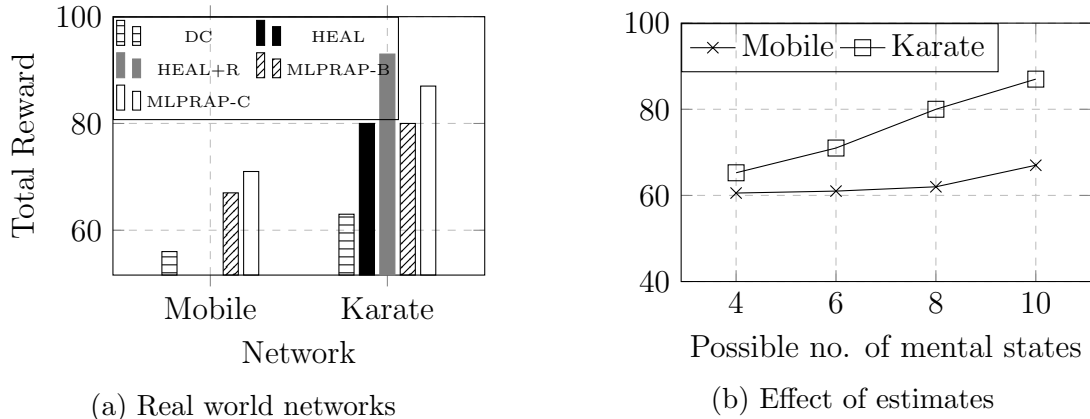 100
80
60
Total Reward
DC HEAL
HEAL+R MLPRAP-B
MLPRAP-C
Mobile Karate
Network
(a) Real world networks
100
80
60
40
Mobile Karate
4 6 8 10
Possible no. of mental states
(b) Effect of estimates